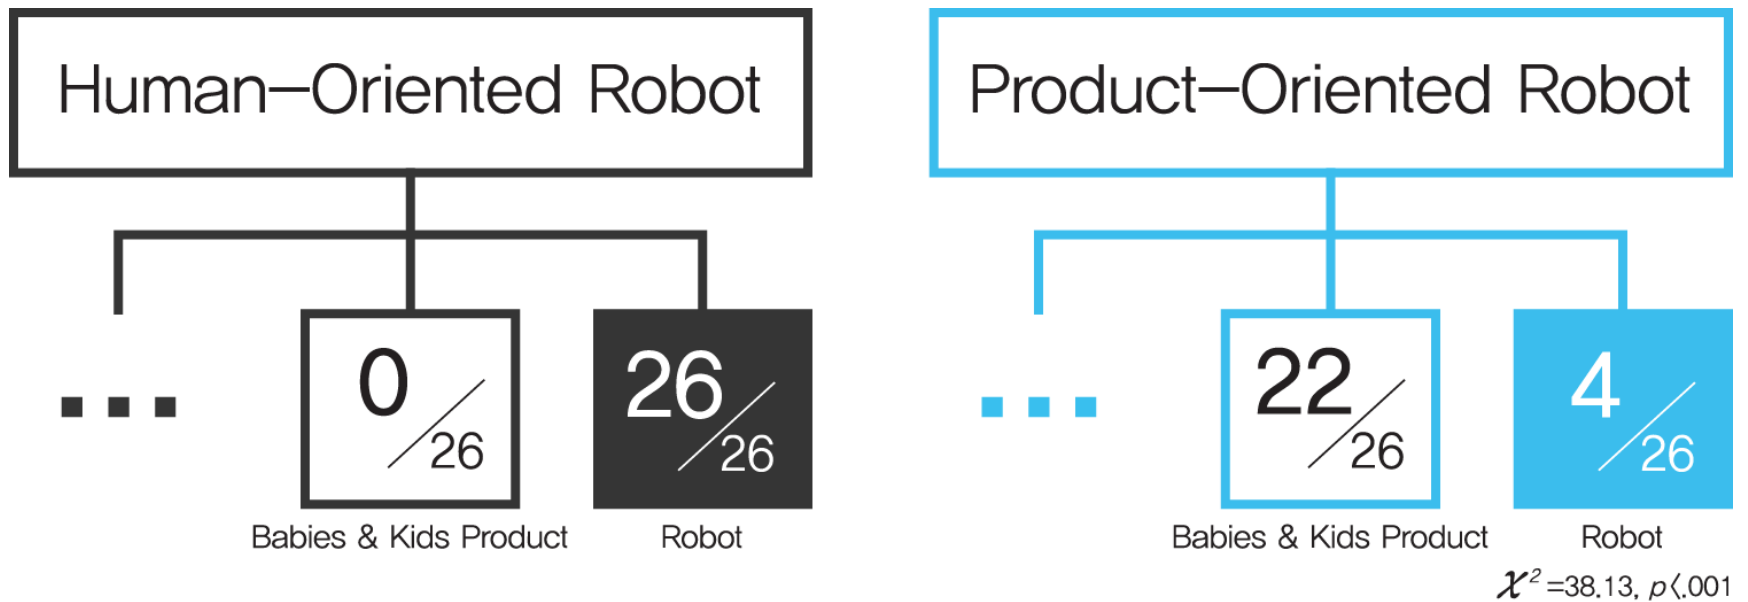 Human–Oriented Robot
0/26
Babies & Kids Product
26/26
Robot
Product–Oriented Robot
22/26
Babies & Kids Product
4/26
Robot
χ²=38.13, p<.001